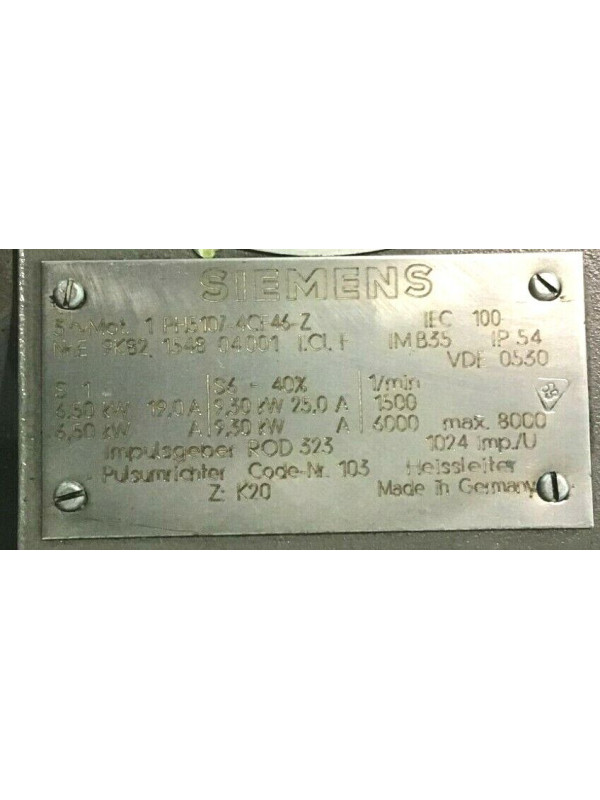 SIEMENS
3~Mot. 1 PH5107-4CF46-Z IEC 100
Nr.E 9K82 1548 04 001 I.Cl. F IM B35 IP 54
VDE 0530
S 1 S6 - 40% 1/min
6,50 kW 19.0 A 9,30 kW 25.0 A 1500
6,50 kW A 9,30 kW A 6000 max. 8000
Impulsgeber ROD 323 1024 Imp./U
Pulsumrichter Code-Nr. 103 Heissleiter
Z: K20 Made in Germany